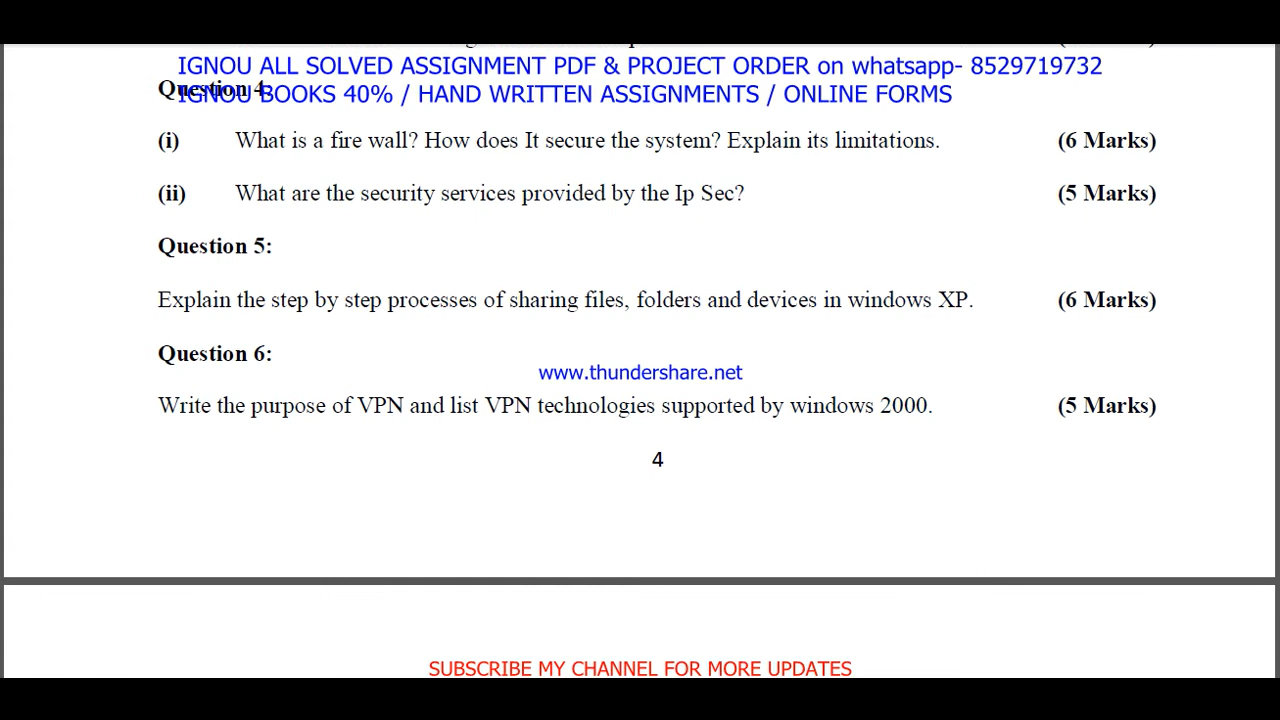 IGNOU ALL SOLVED ASSIGNMENT PDF & PROJECT ORDER on whatsapp- 8529719732
Question 4:
IGNOU BOOKS 40% / HAND WRITTEN ASSIGNMENTS / ONLINE FORMS
(i) What is a fire wall? How does It secure the system? Explain its limitations. (6 Marks)
(ii) What are the security services provided by the Ip Sec? (5 Marks)
Question 5:
Explain the step by step processes of sharing files, folders and devices in windows XP. (6 Marks)
Question 6:
www.thundershare.net
Write the purpose of VPN and list VPN technologies supported by windows 2000. (5 Marks)
4
SUBSCRIBE MY CHANNEL FOR MORE UPDATES